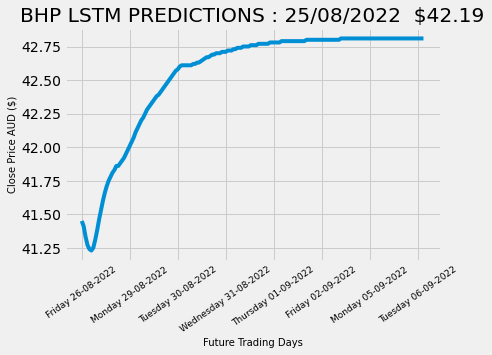 BHP LSTM PREDICTIONS : 25/08/2022 $42.19
42.75
42.50
42.25
42.00
41.75
41.50
41.25
Close Price AUD ($)
Friday 26-08-2022
Monday 29-08-2022
Tuesday 30-08-2022
Wednesday 31-08-2022
Thursday 01-09-2022
Friday 02-09-2022
Monday 05-09-2022
Tuesday 06-09-2022
Future Trading Days